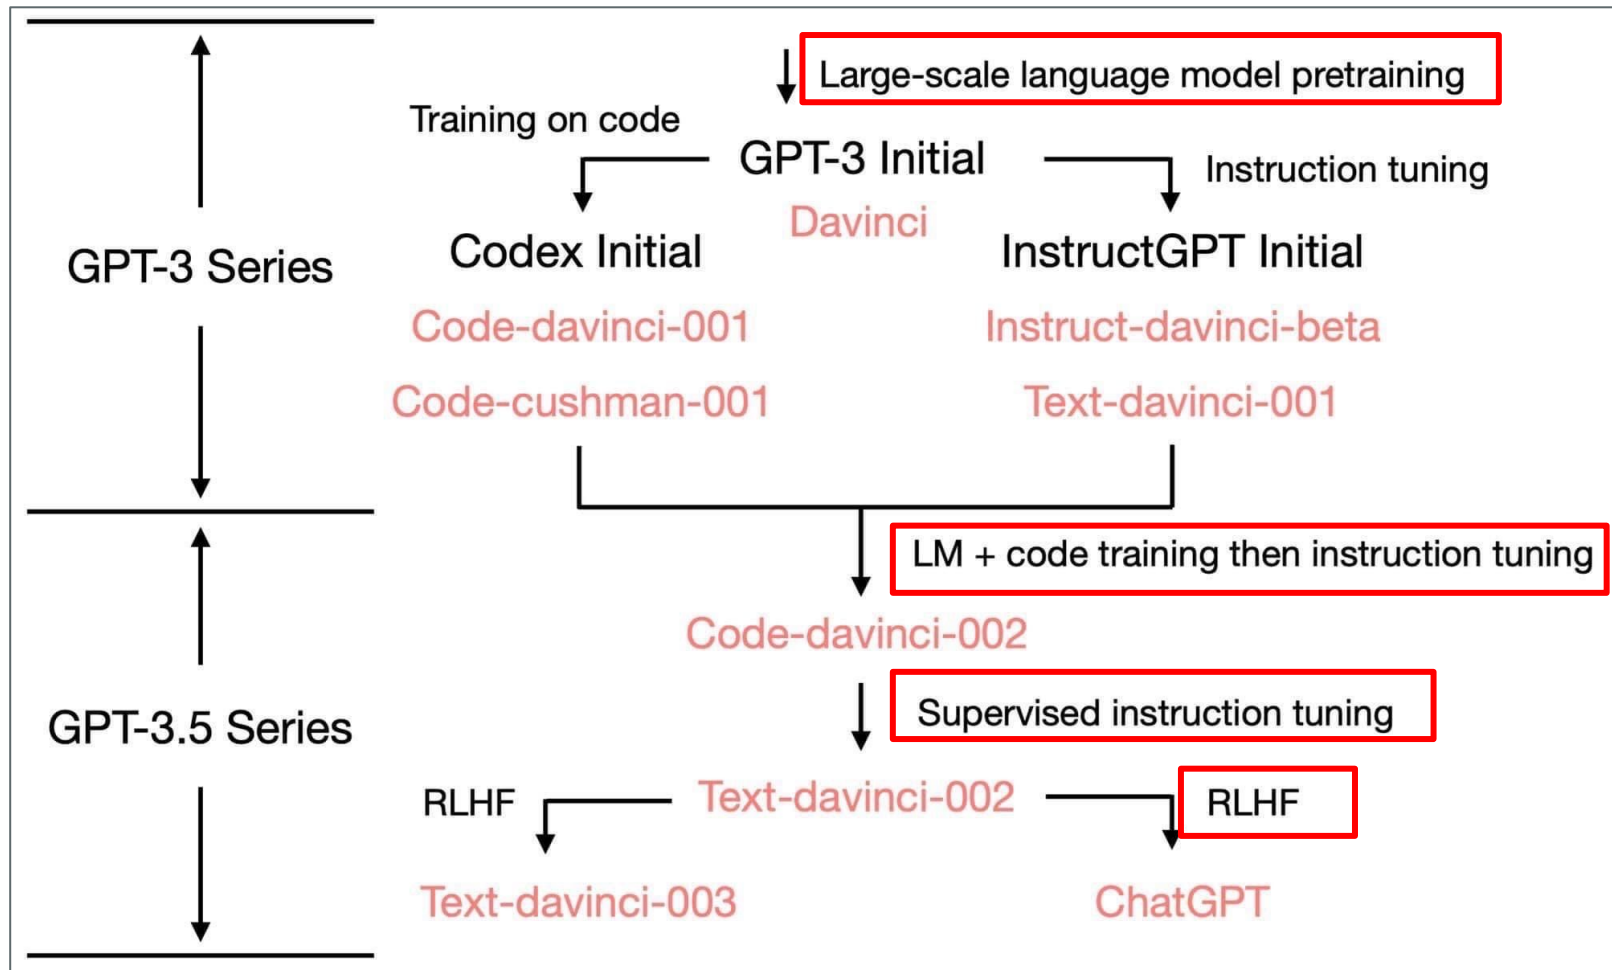 Large-scale language model pretraining
Training on code
GPT-3 Initial
Instruction tuning
Davinci
Codex Initial
InstructGPT Initial
GPT-3 Series
Code-davinci-001
Instruct-davinci-beta
Code-cushman-001
Text-davinci-001
LM + code training then instruction tuning
Code-davinci-002
Supervised instruction tuning
GPT-3.5 Series
RLHF
Text-davinci-002
RLHF
Text-davinci-003
ChatGPT